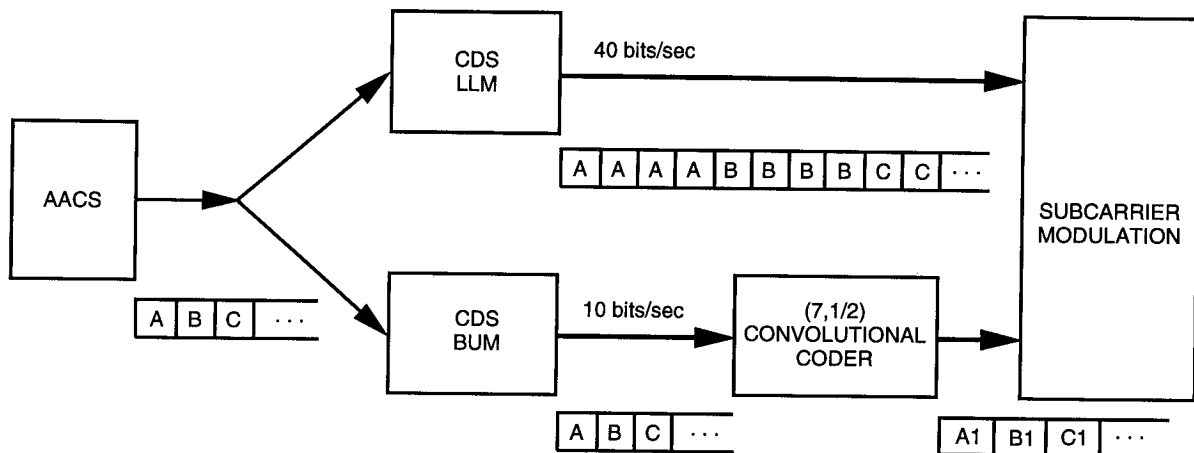 CDS
LLM
40 bits/sec
A A A A B B B B C C ...
AACS
A B C ...
SUBCARRIER
MODULATION
CDS
BUM
10 bits/sec
(7,1/2)
CONVOLUTIONAL
CODER
A B C ...
A1 B1 C1 ...